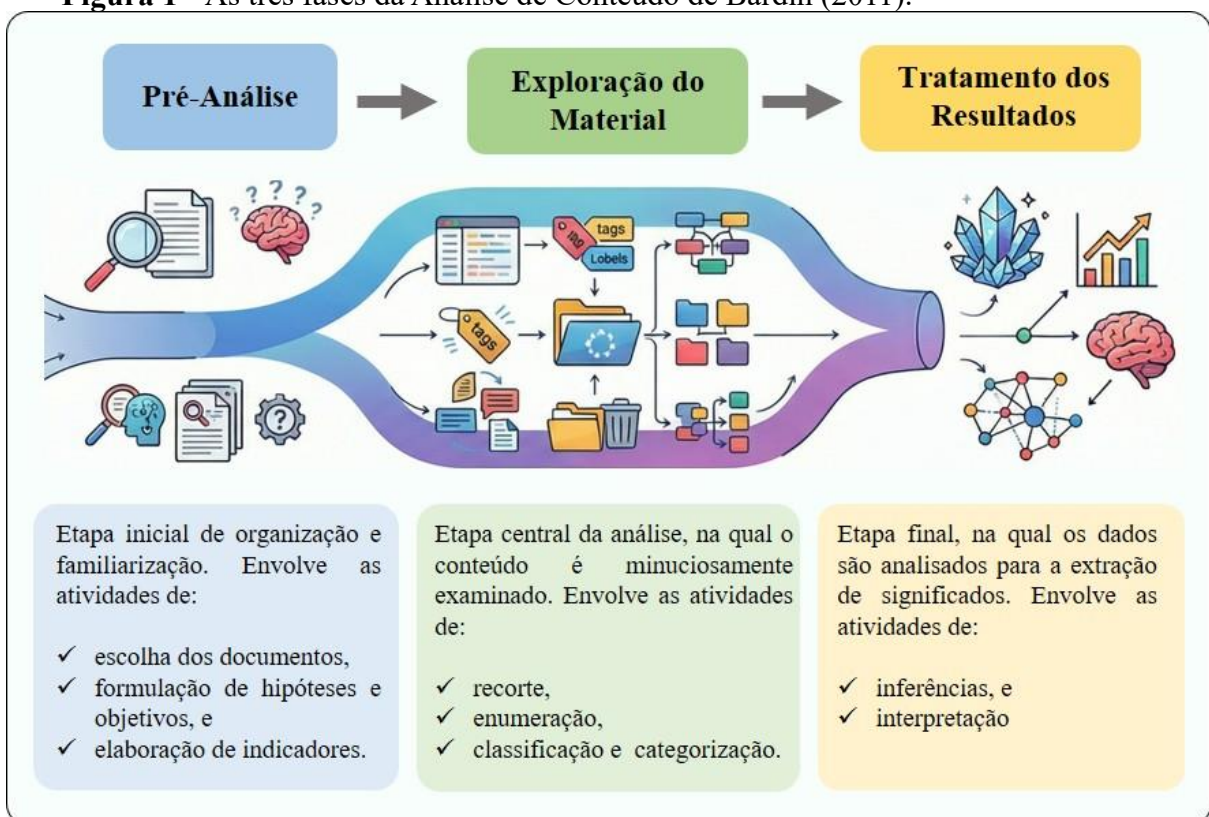 Figura 1 - As três fases da Análise de Conteúdo de Bardin (2011).
Pré-Análise
Exploração do
Material
Tratamento dos
Resultados
? ? ? ?
tags
Labels
tags
?
Etapa inicial de organização e
familiarização. Envolve as
atividades de:
✓ escolha dos documentos,
✓ formulação de hipóteses e
objetivos, e
✓ elaboração de indicadores.
Etapa central da análise, na qual o
conteúdo é minuciosamente
examinado. Envolve as atividades
de:
✓ recorte,
✓ enumeração,
✓ classificação e categorização.
Etapa final, na qual os dados
são analisados para a extração
de significados. Envolve as
atividades de:
✓ inferências, e
✓ interpretação